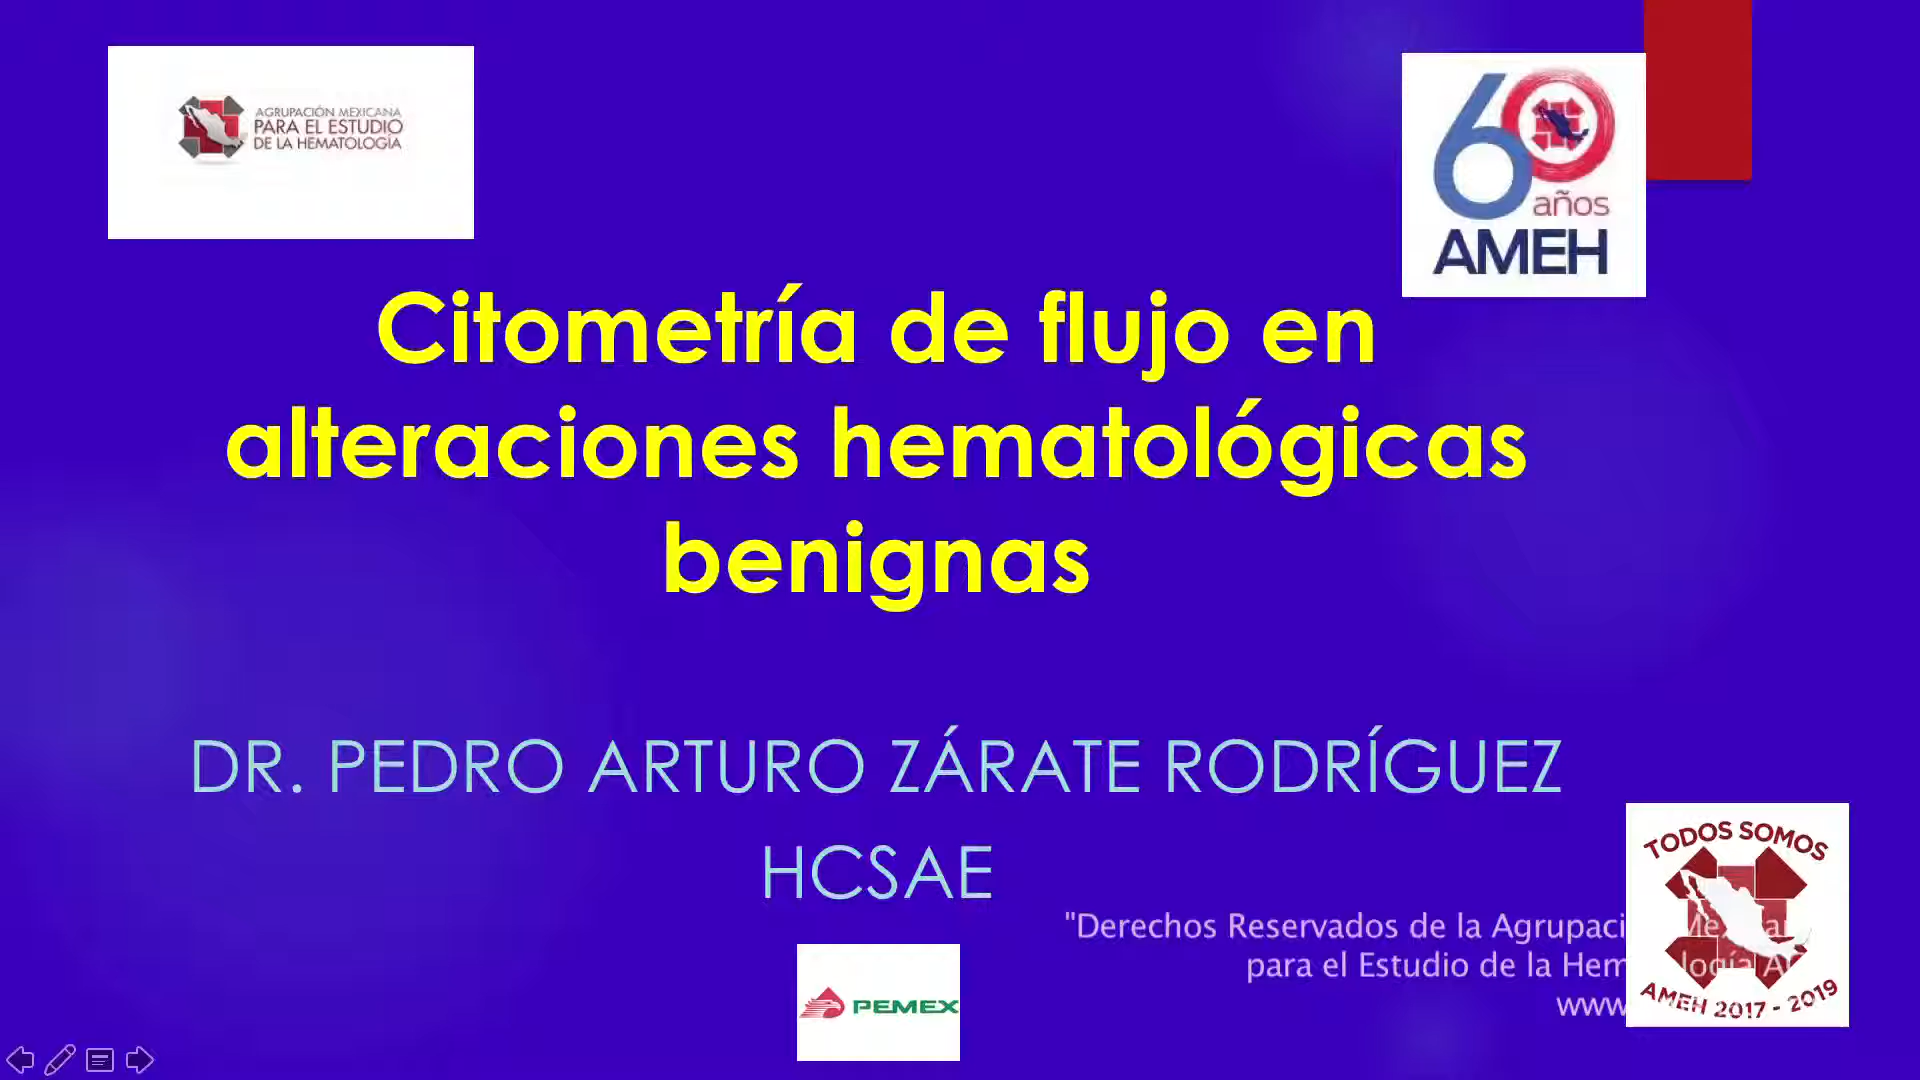 AGRUPACIÓN MEXICANA
PARA EL ESTUDIO
DE LA HEMATOLOGÍA
60
años
AMEH
Citometría de flujo en
alteraciones hematológicas
benignas
DR. PEDRO ARTURO ZÁRATE RODRÍGUEZ
HCSAE
"Derechos Reservados de la
para el Estudio de la
TODOS SOMOS
AMEH 2017 - 2019
PEMEX